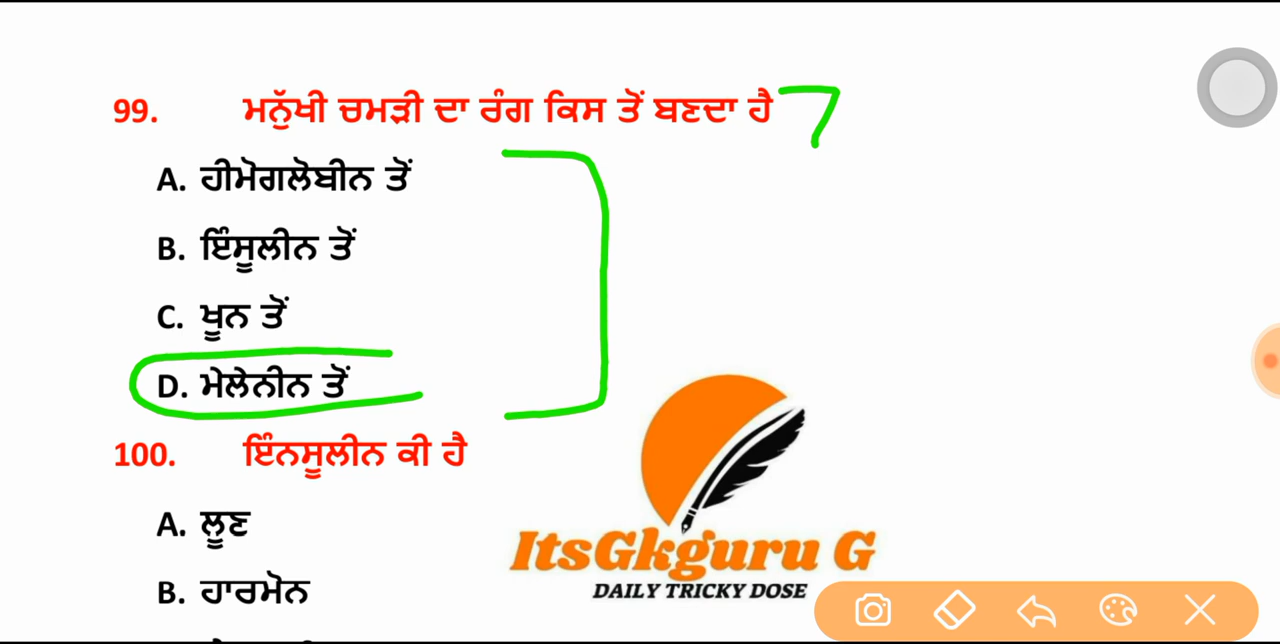 99. ਮਨੁੱਖੀ ਚਮੜੀ ਦਾ ਰੰਗ ਕਿਸ ਤੋਂ ਬਣਦਾ ਹੈ
A. ਹੀਮੋਗਲੋਬੀਨ ਤੋਂ
B. ਇੰਸੂਲੀਨ ਤੋਂ
C. ਖੂਨ ਤੋਂ
D. ਮੇਲੇਨੀਨ ਤੋਂ
100. ਇੰਨਸੂਲੀਨ ਕੀ ਹੈ
A. ਲੂਣ
B. ਹਾਰਮੋਨ
ItsGkguru G
DAILY TRICKY DOSE